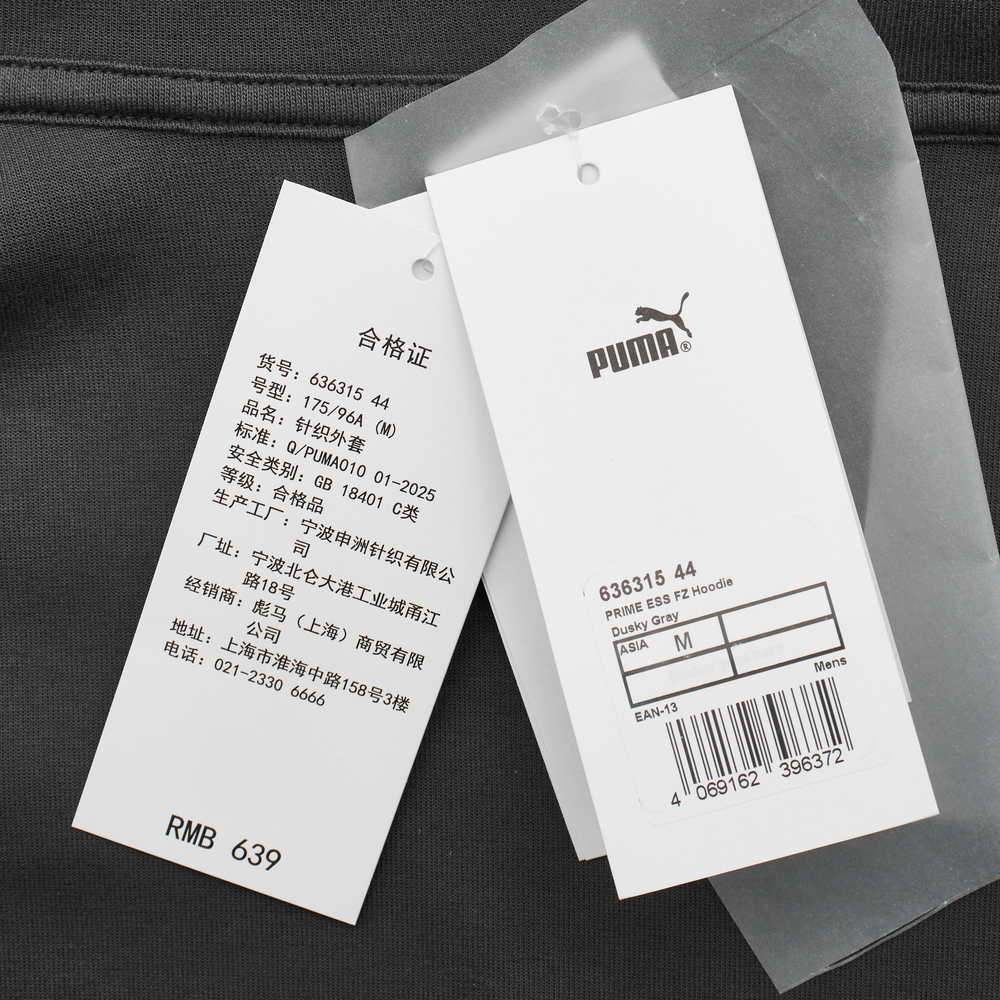 合格证
货号: 636315 44
号型: 175/96A (M)
品名: 针织外套
标准: Q/PUMA010 01-2025
安全类别: GB 18401 C类
等级: 合格品
生产工厂: 宁波申洲针织有限公
司
厂址: 宁波北仑大港工业城甬江
路18号
经销商: 彪马（上海）商贸有限
公司
地址: 上海市淮海中路158号3楼
电话: 021-2330 6666
RMB 639
PUMA®
636315 44
PRIME ESS FZ Hoodie
Dusky Gray
ASIA M
Mens
EAN-13
4 069162 396372